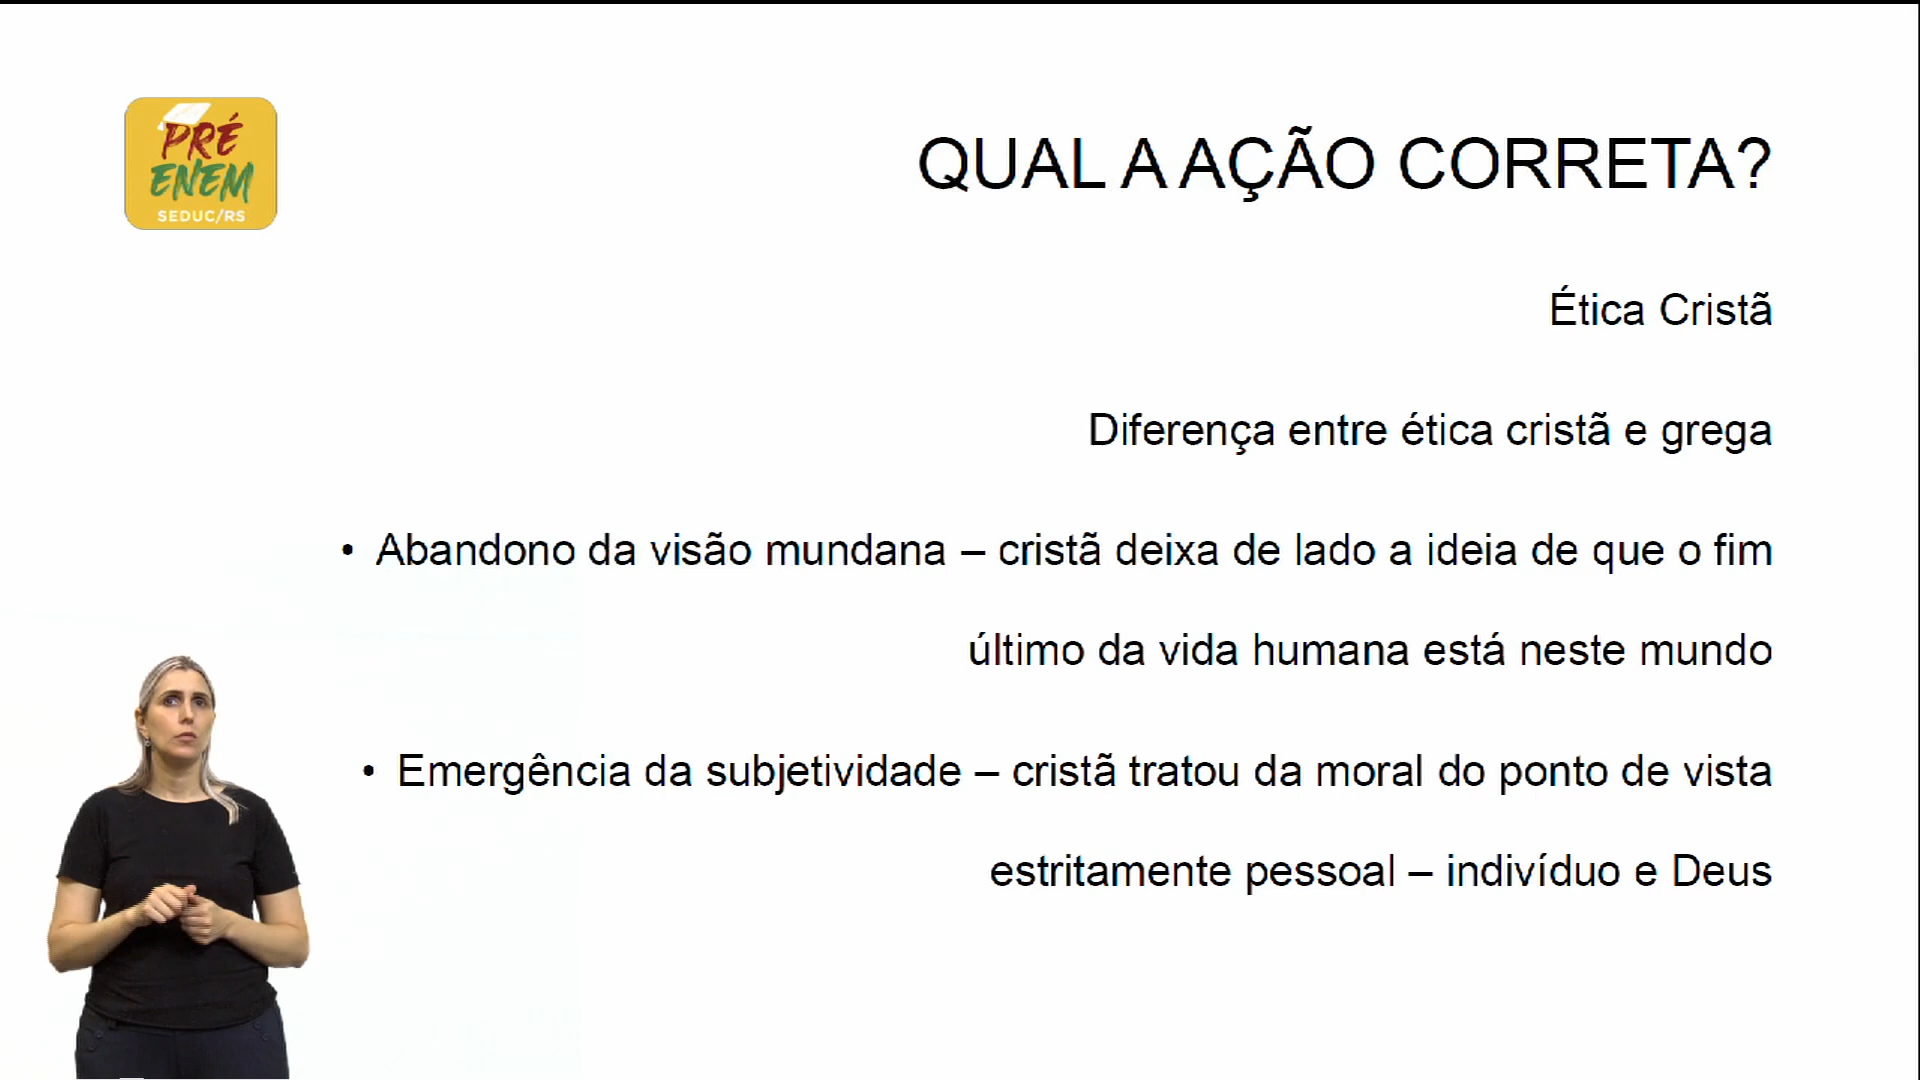 PRÉ
ENEM
SEDUC/RS
QUAL A AÇÃO CORRETA?
Ética Cristã
Diferença entre ética cristã e grega
• Abandono da visão mundana – cristã deixa de lado a ideia de que o fim
último da vida humana está neste mundo
• Emergência da subjetividade – cristã tratou da moral do ponto de vista
estritamente pessoal – indivíduo e Deus